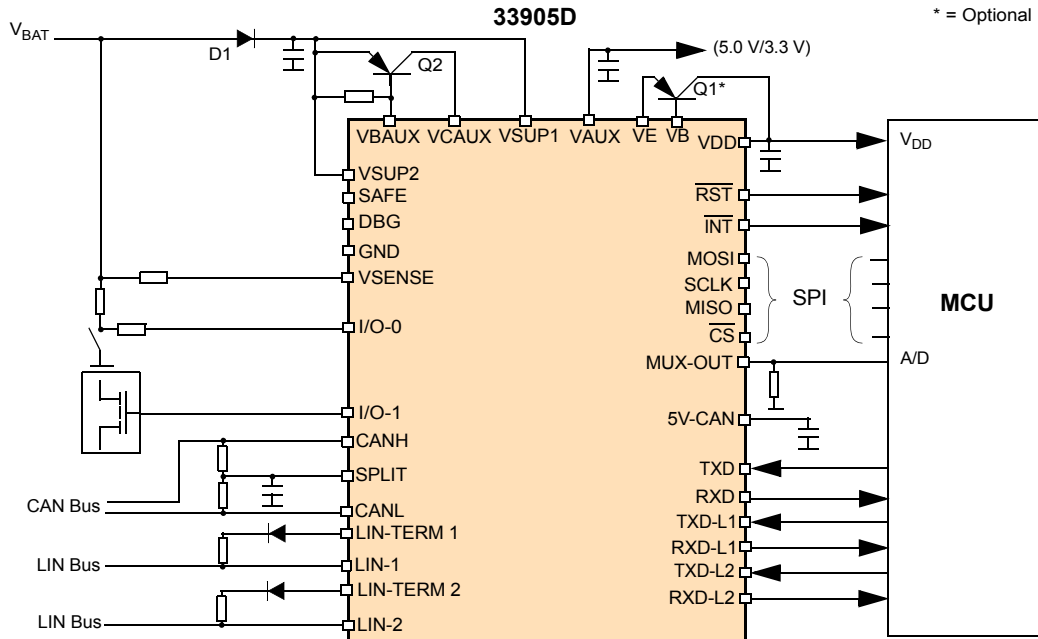 33905D
* = Optional
VBAT
D1
Q2
(5.0 V/3.3 V)
Q1*
VBAUX VCAUX VSUP1 VAUX VE VB
VDD
VDD
VSUP2
SAFE
RST
DBG
INT
GND
MOSI
VSENSE
SCLK
SPI
MCU
MISO
I/O-0
CS
MUX-OUT
A/D
I/O-1
5V-CAN
CANH
TXD
SPLIT
RXD
CAN Bus
CANL
TXD-L1
LIN-TERM 1
RXD-L1
LIN Bus
LIN-1
TXD-L2
LIN-TERM 2
RXD-L2
LIN Bus
LIN-2